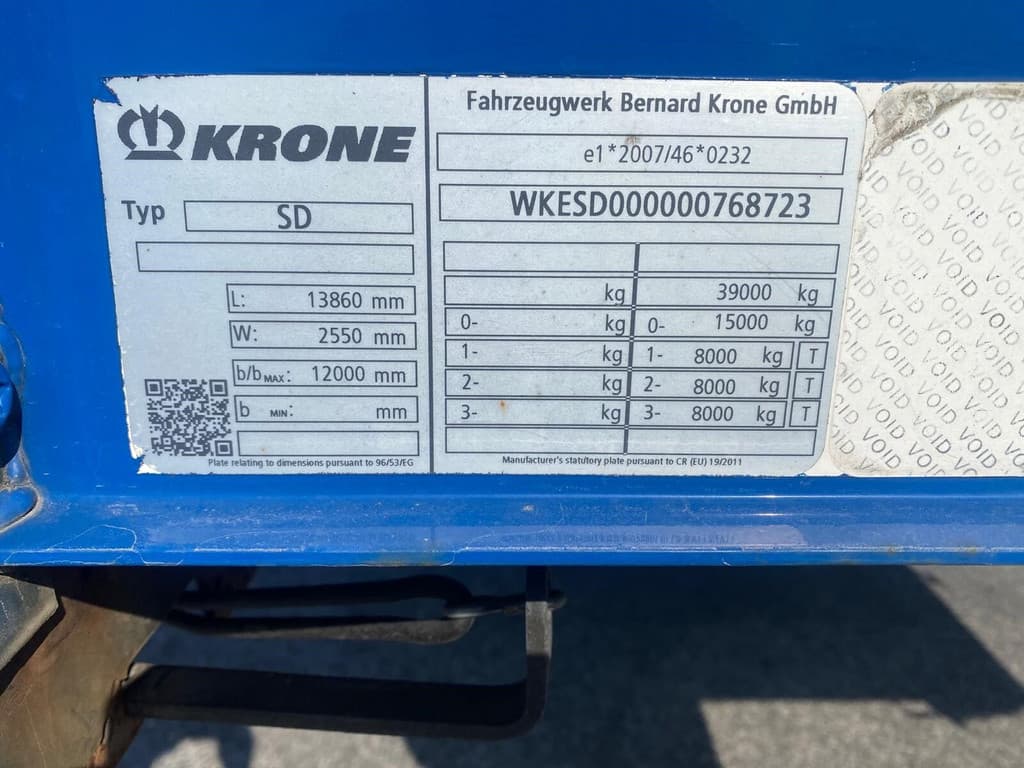 KRONE
Typ SD
L: 13860 mm
W: 2550 mm
b/b MAX: 12000 mm
b MIN: mm
Plate relating to dimensions pursuant to 96/53/EG
Fahrzeugwerk Bernard Krone GmbH
e1*2007/46*0232
WKESD000000768723
kg 39000 kg
0- kg 0- 15000 kg
1- kg 1- 8000 kg T
2- kg 2- 8000 kg T
3- kg 3- 8000 kg T
Manufacturer's statutory plate pursuant to CR (EU) 19/2011
VOID VOID VOID VOID